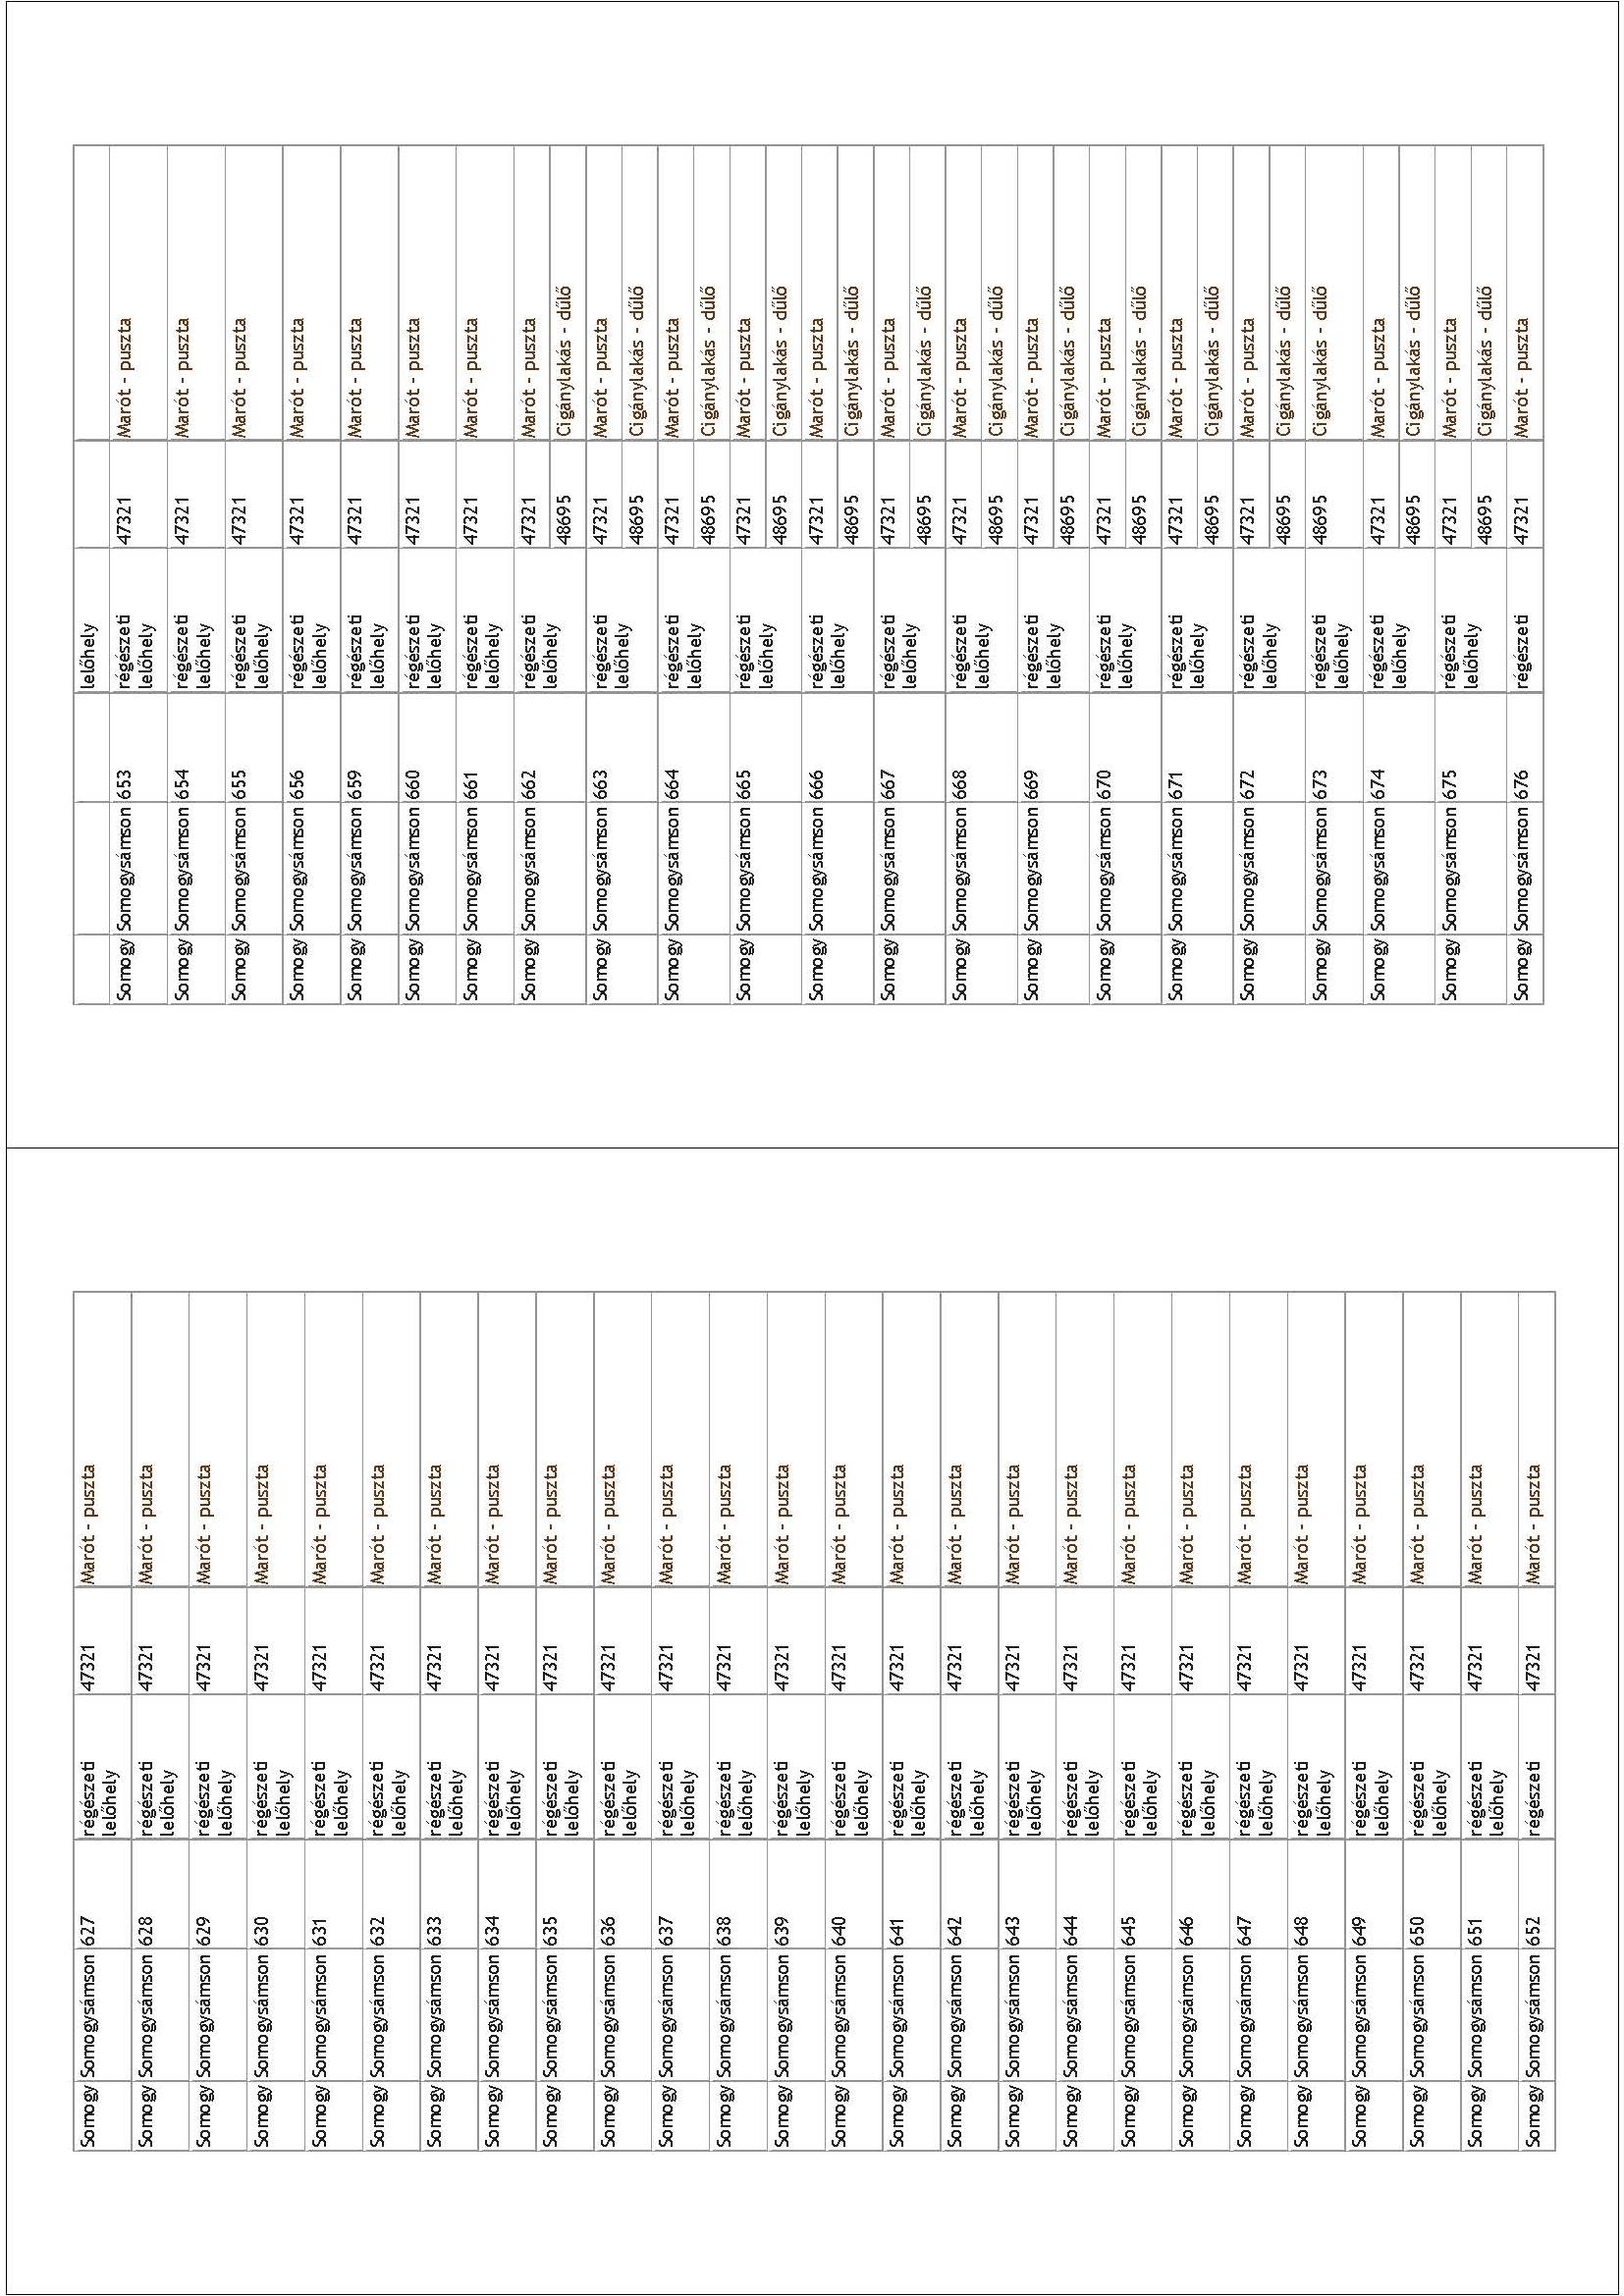 Somogy Somogysámson 627 régészeti 47321 Marót - puszta
lelőhely
Somogy Somogysámson 628 régészeti 47321 Marót - puszta
lelőhely
Somogy Somogysámson 629 régészeti 47321 Marót - puszta
lelőhely
Somogy Somogysámson 630 régészeti 47321 Marót - puszta
lelőhely
Somogy Somogysámson 631 régészeti 47321 Marót - puszta
lelőhely
Somogy Somogysámson 632 régészeti 47321 Marót - puszta
lelőhely
Somogy Somogysámson 633 régészeti 47321 Marót - puszta
lelőhely
Somogy Somogysámson 634 régészeti 47321 Marót - puszta
lelőhely
Somogy Somogysámson 635 régészeti 47321 Marót - puszta
lelőhely
Somogy Somogysámson 636 régészeti 47321 Marót - puszta
lelőhely
Somogy Somogysámson 637 régészeti 47321 Marót - puszta
lelőhely
Somogy Somogysámson 638 régészeti 47321 Marót - puszta
lelőhely
Somogy Somogysámson 639 régészeti 47321 Marót - puszta
lelőhely
Somogy Somogysámson 640 régészeti 47321 Marót - puszta
lelőhely
Somogy Somogysámson 641 régészeti 47321 Marót - puszta
lelőhely
Somogy Somogysámson 642 régészeti 47321 Marót - puszta
lelőhely
Somogy Somogysámson 643 régészeti 47321 Marót - puszta
lelőhely
Somogy Somogysámson 644 régészeti 47321 Marót - puszta
lelőhely
Somogy Somogysámson 645 régészeti 47321 Marót - puszta
lelőhely
Somogy Somogysámson 646 régészeti 47321 Marót - puszta
lelőhely
Somogy Somogysámson 647 régészeti 47321 Marót - puszta
lelőhely
Somogy Somogysámson 648 régészeti 47321 Marót - puszta
lelőhely
Somogy Somogysámson 649 régészeti 47321 Marót - puszta
lelőhely
Somogy Somogysámson 650 régészeti 47321 Marót - puszta
lelőhely
Somogy Somogysámson 651 régészeti 47321 Marót - puszta
lelőhely
Somogy Somogysámson 652 régészeti 47321 Marót - puszta
lelőhely
Somogy Somogysámson 653 régészeti 47321 Marót - puszta
lelőhely
Somogy Somogysámson 654 régészeti 47321 Marót - puszta
lelőhely
Somogy Somogysámson 655 régészeti 47321 Marót - puszta
lelőhely
Somogy Somogysámson 656 régészeti 47321 Marót - puszta
lelőhely
Somogy Somogysámson 659 régészeti 47321 Marót - puszta
lelőhely
Somogy Somogysámson 660 régészeti 47321 Marót - puszta
lelőhely
Somogy Somogysámson 661 régészeti 47321 Marót - puszta
lelőhely
Somogy Somogysámson 662 régészeti 47321 Marót - puszta
lelőhely 48695 Cigánylakás - dűlő
Somogy Somogysámson 663 régészeti 47321 Marót - puszta
lelőhely 48695 Cigánylakás - dűlő
Somogy Somogysámson 664 régészeti 47321 Marót - puszta
lelőhely 48695 Cigánylakás - dűlő
Somogy Somogysámson 665 régészeti 47321 Marót - puszta
lelőhely 48695 Cigánylakás - dűlő
Somogy Somogysámson 666 régészeti 47321 Marót - puszta
lelőhely 48695 Cigánylakás - dűlő
Somogy Somogysámson 667 régészeti 47321 Marót - puszta
lelőhely 48695 Cigánylakás - dűlő
Somogy Somogysámson 668 régészeti 47321 Marót - puszta
lelőhely 48695 Cigánylakás - dűlő
Somogy Somogysámson 669 régészeti 47321 Marót - puszta
lelőhely 48695 Cigánylakás - dűlő
Somogy Somogysámson 670 régészeti 47321 Marót - puszta
lelőhely 48695 Cigánylakás - dűlő
Somogy Somogysámson 671 régészeti 47321 Marót - puszta
lelőhely 48695 Cigánylakás - dűlő
Somogy Somogysámson 672 régészeti 47321 Marót - puszta
lelőhely 48695 Cigánylakás - dűlő
Somogy Somogysámson 673 régészeti 48695 Cigánylakás - dűlő
lelőhely
Somogy Somogysámson 674 régészeti 47321 Marót - puszta
lelőhely 48695 Cigánylakás - dűlő
Somogy Somogysámson 675 régészeti 47321 Marót - puszta
lelőhely 48695 Cigánylakás - dűlő
Somogy Somogysámson 676 régészeti 47321 Marót - puszta